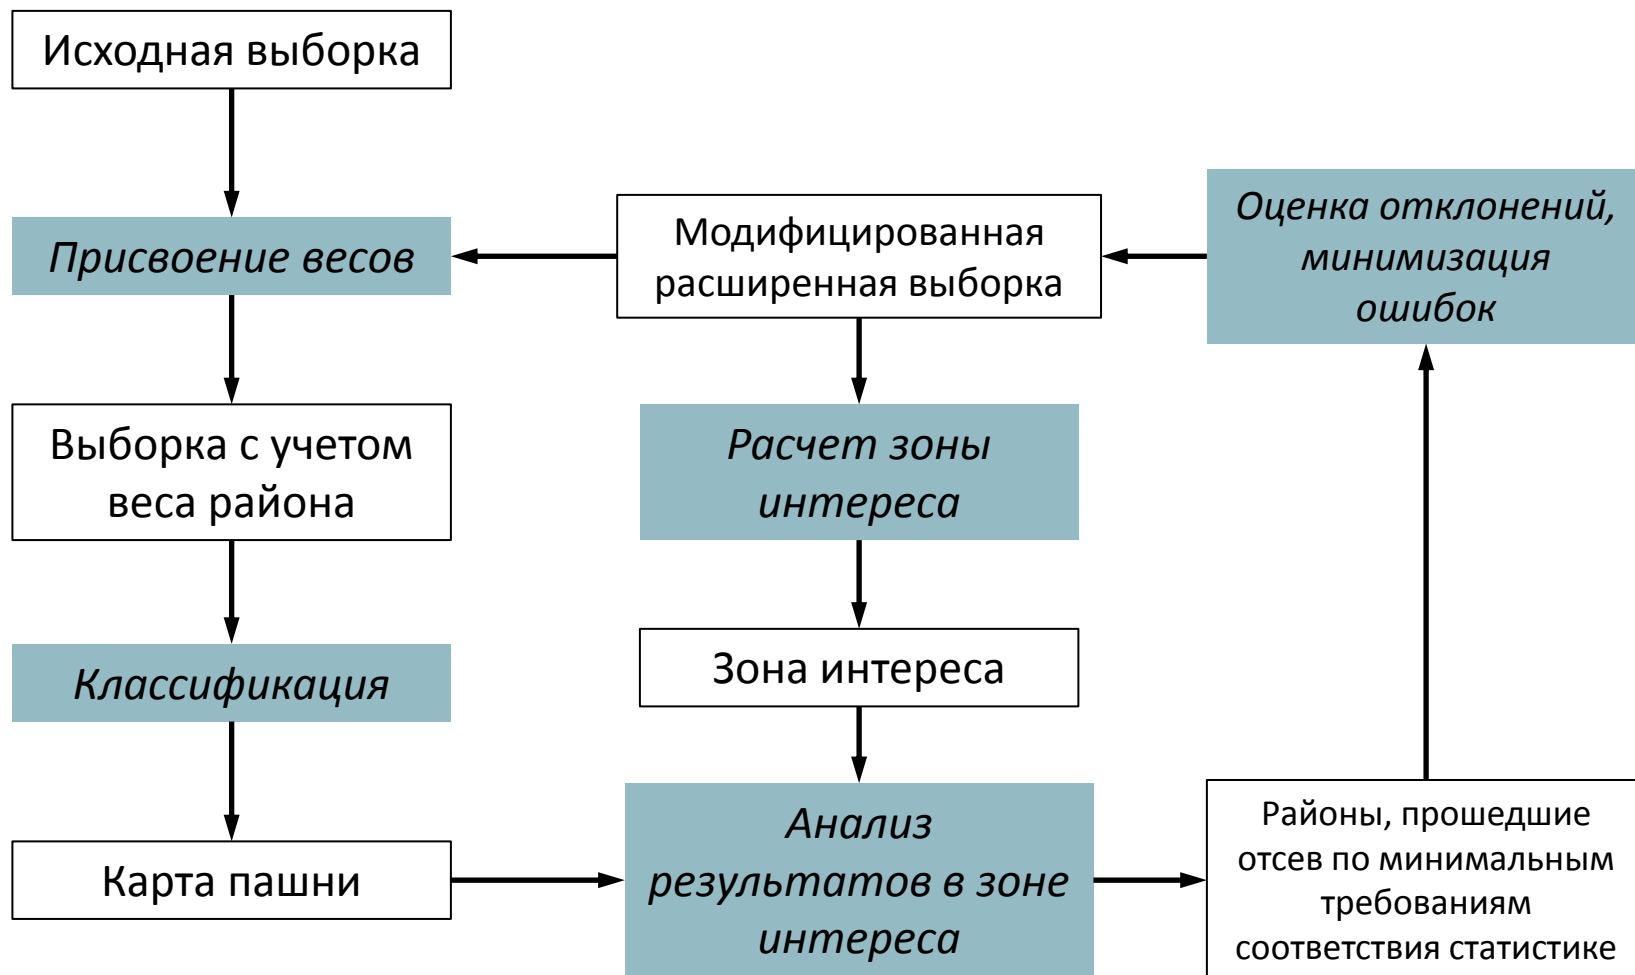 Исходная выборка
Присвоение весов
Выборка с учетом
веса района
Классификация
Карта пашни
Модифицированная
расширенная выборка
Расчет зоны
интереса
Зона интереса
Анализ
результатов в зоне
интереса
Оценка отклонений,
минимизация
ошибок
Районы, прошедшие
отсев по минимальным
требованиям
соответствия статистике